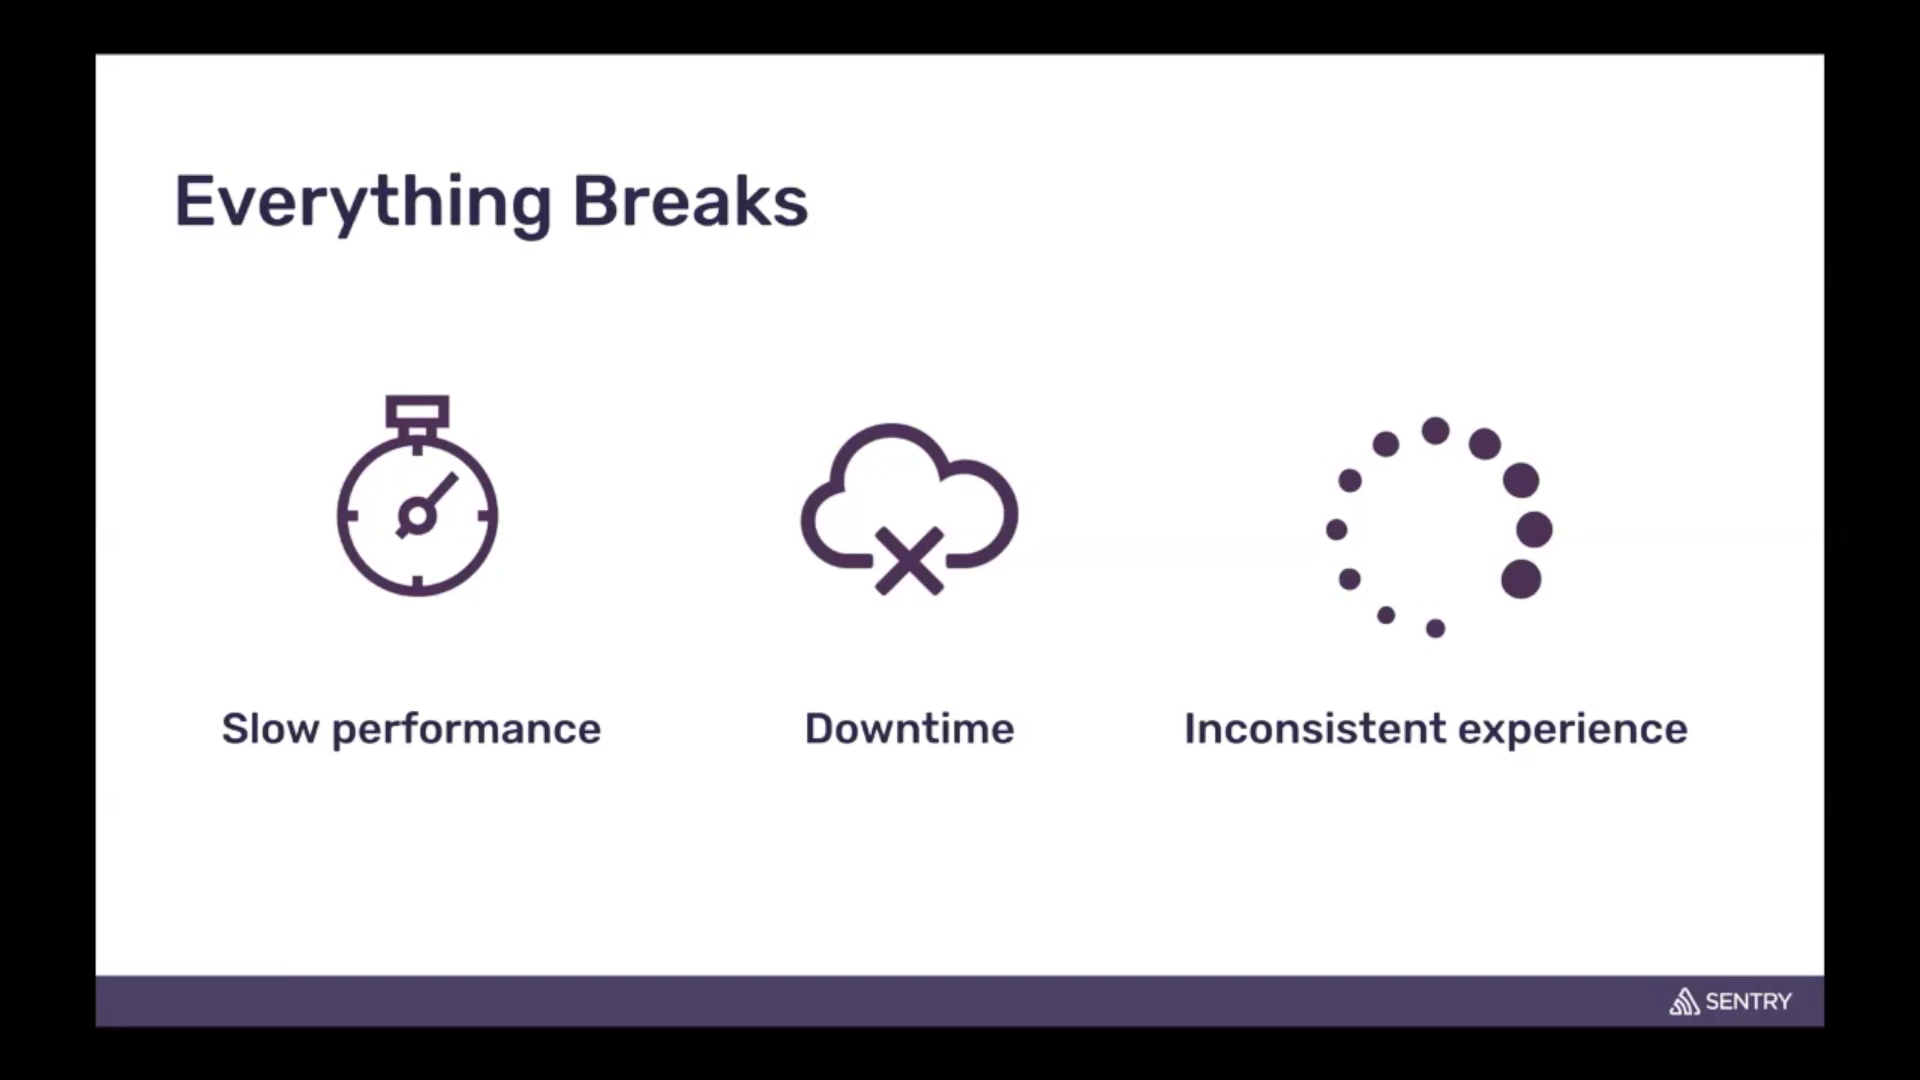 Everything Breaks
Slow performance
Downtime
Inconsistent experience
SENTRY